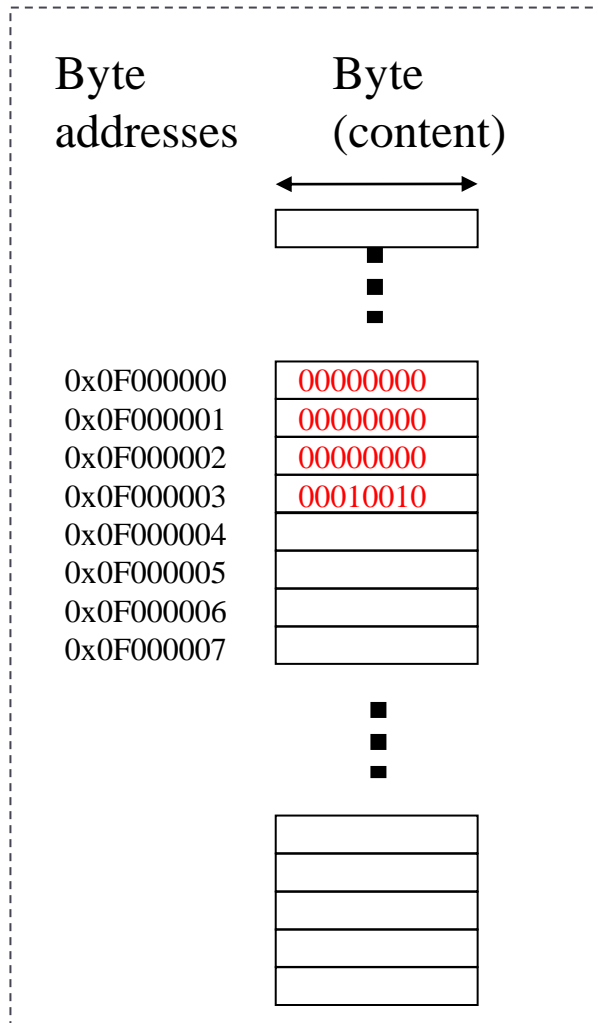 Byte addresses
Byte (content)
0x0F000000 00000000
0x0F000001 00000000
0x0F000002 00000000
0x0F000003 00010010
0x0F000004
0x0F000005
0x0F000006
0x0F000007